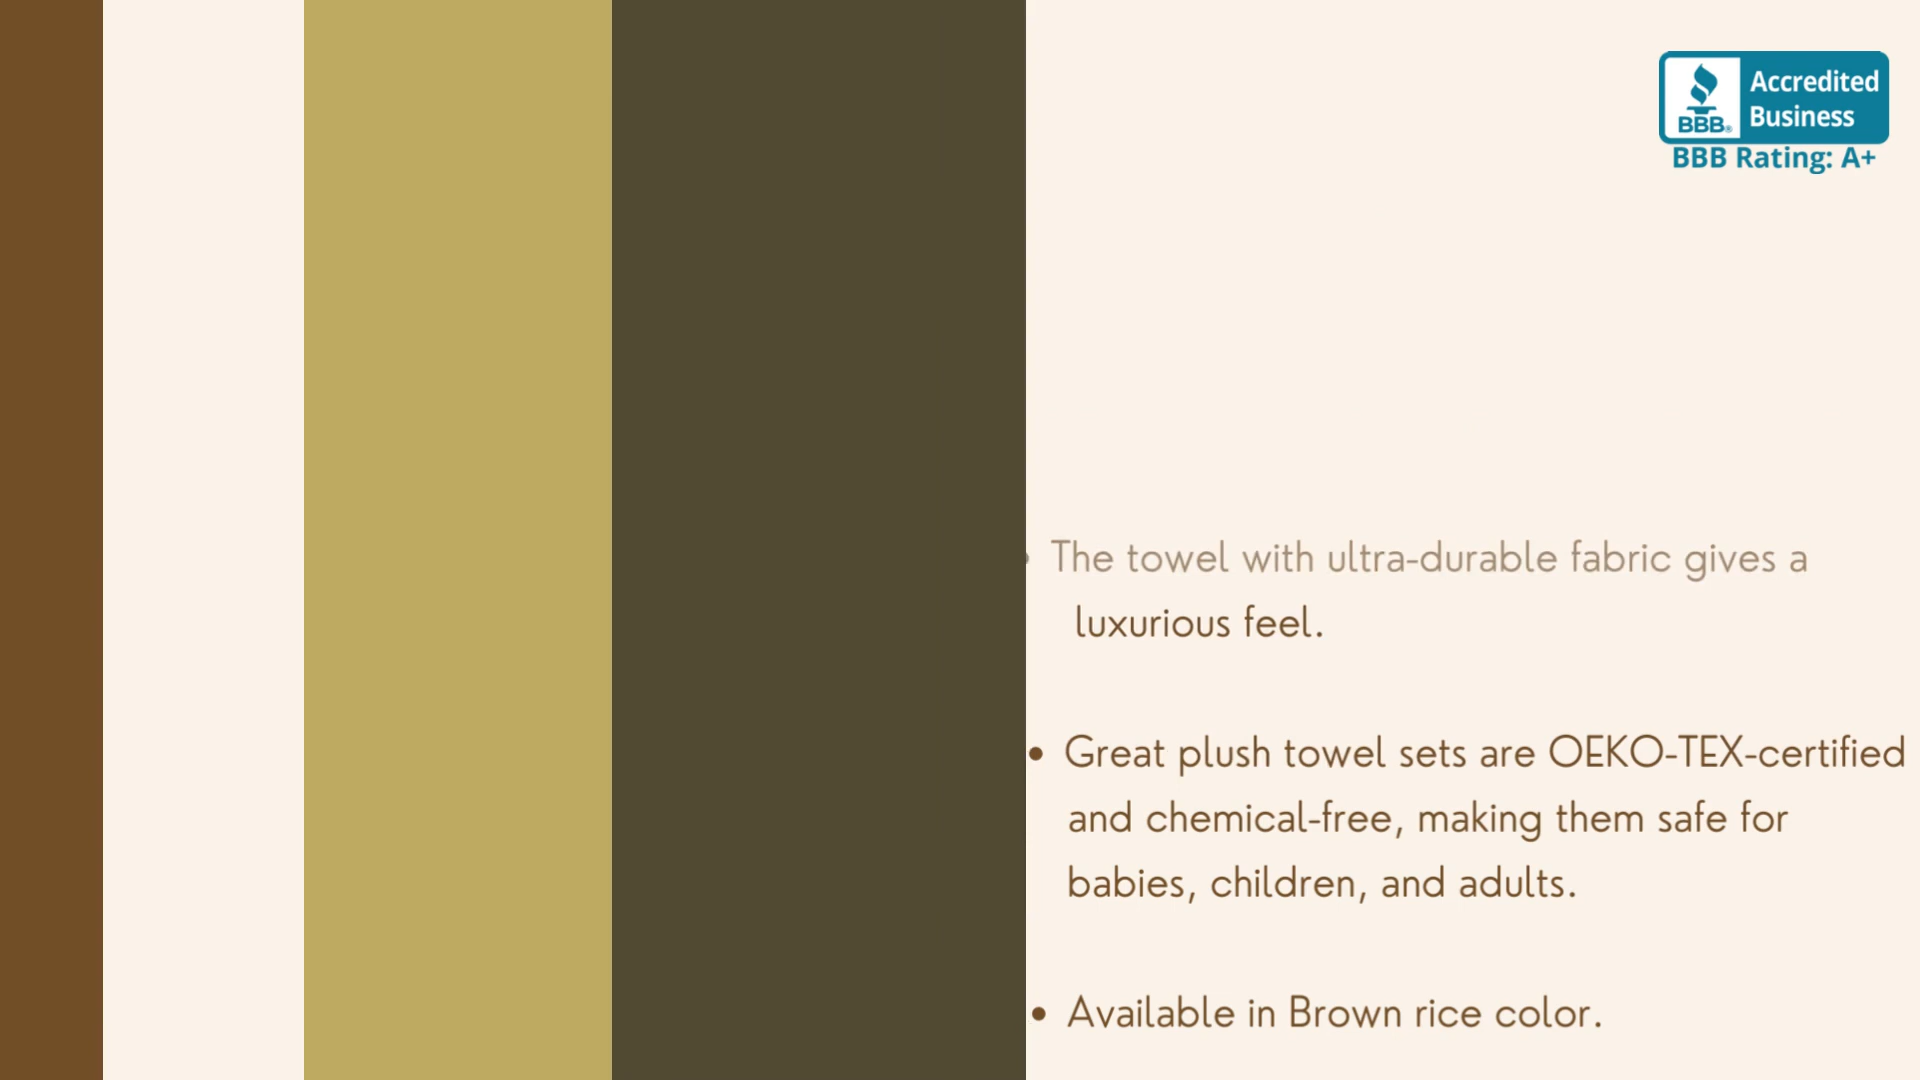 Accredited
Business
BBB®
BBB Rating: A+
• The towel with ultra-durable fabric gives a
luxurious feel.
• Great plush towel sets are OEKO-TEX-certified
and chemical-free, making them safe for
babies, children, and adults.
• Available in Brown rice color.